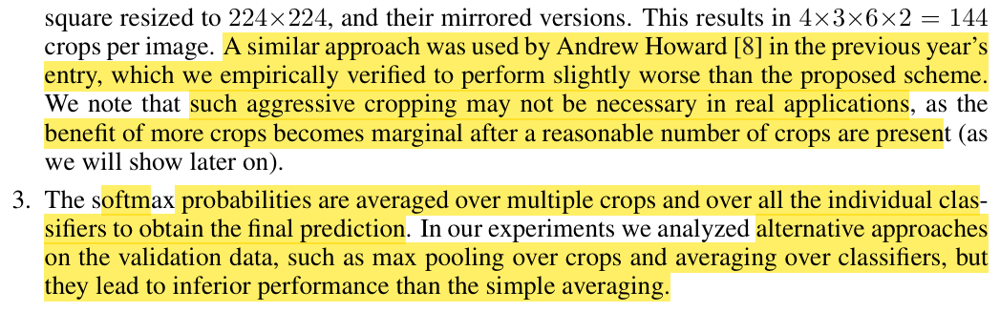 square resized to 224×224, and their mirrored versions. This results in 4×3×6×2 = 144
crops per image. A similar approach was used by Andrew Howard [8] in the previous year's
entry, which we empirically verified to perform slightly worse than the proposed scheme.
We note that such aggressive cropping may not be necessary in real applications, as the
benefit of more crops becomes marginal after a reasonable number of crops are present (as
we will show later on).
3. The softmax probabilities are averaged over multiple crops and over all the individual clas-
sifiers to obtain the final prediction. In our experiments we analyzed alternative approaches
on the validation data, such as max pooling over crops and averaging over classifiers, but
they lead to inferior performance than the simple averaging.